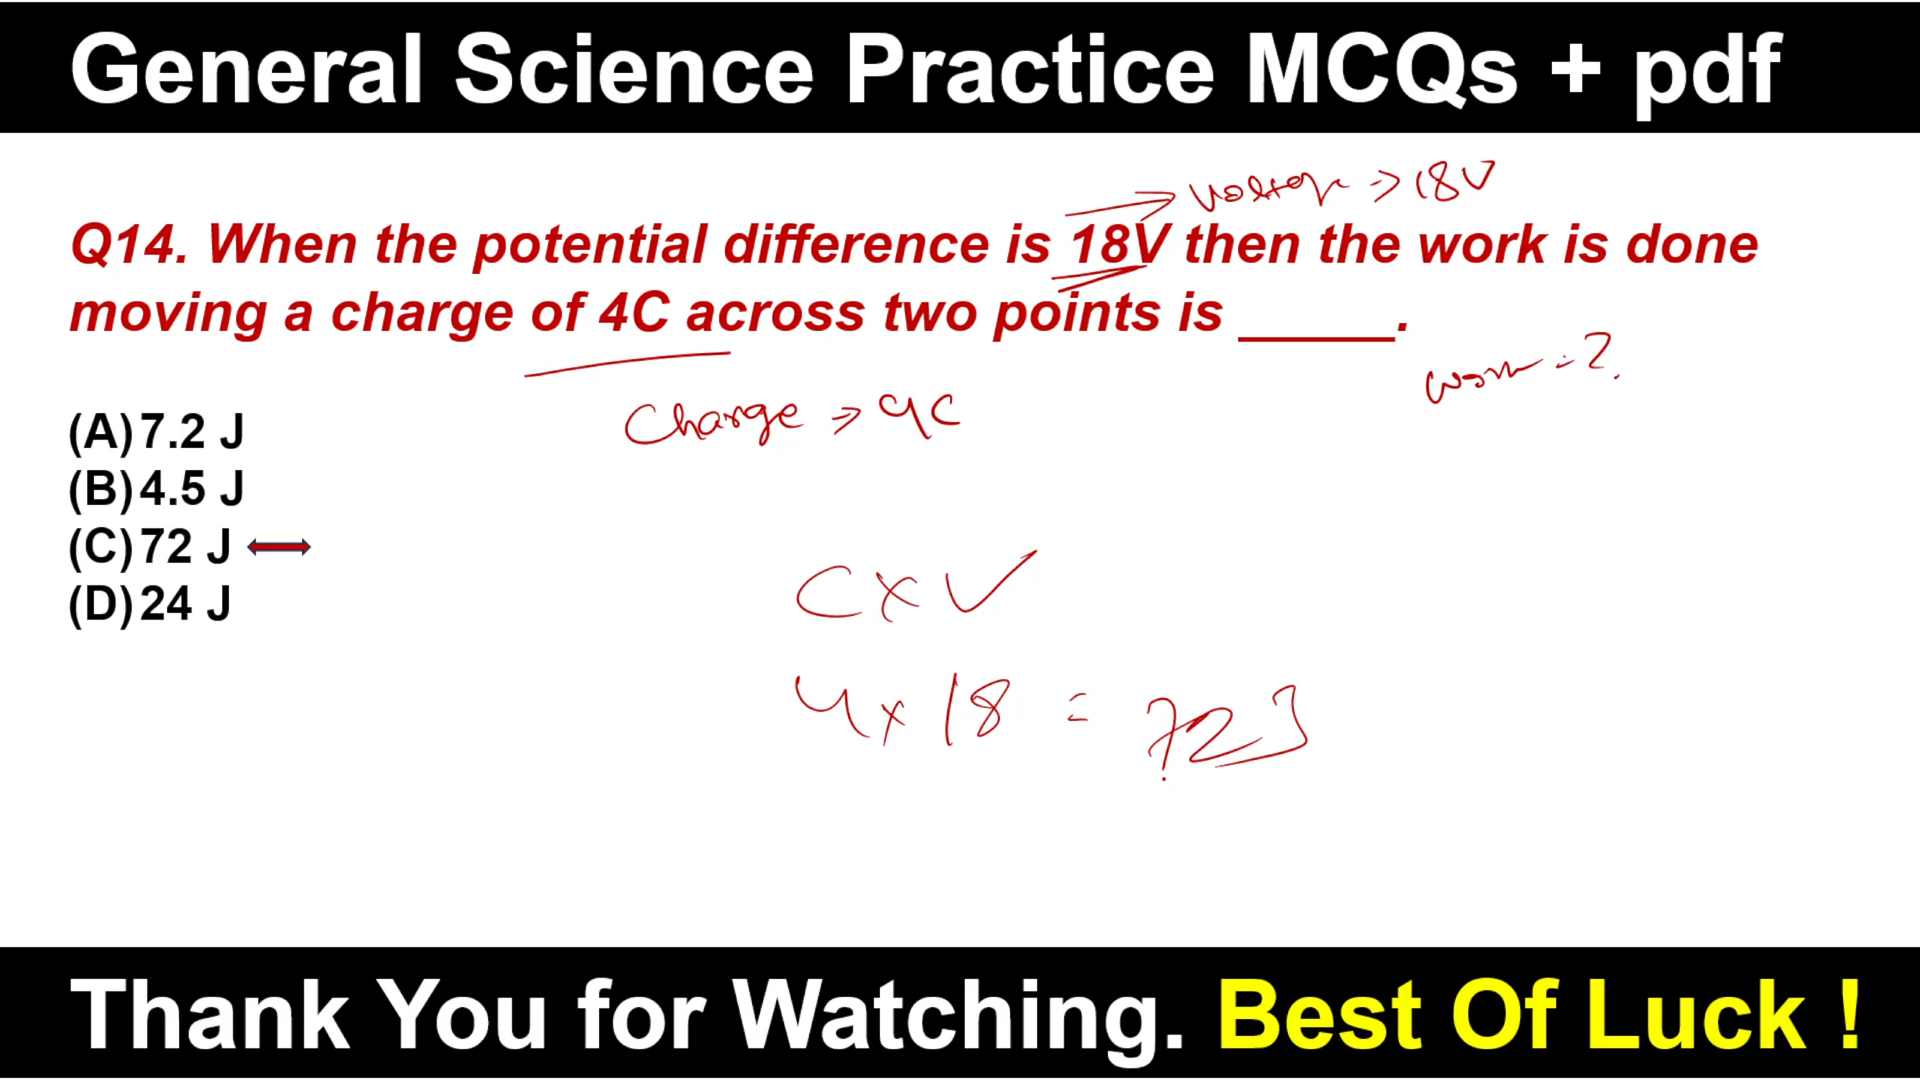 General Science Practice MCQs + pdf
Voltage → 18V
Q14. When the potential difference is 18V then the work is done
moving a charge of 4C across two points is _____.
work = ?
Charge → 4C
(A) 7.2 J
(B) 4.5 J
(C) 72 J
(D) 24 J
C x V
4 x 18 = 72 J
Thank You for Watching. Best Of Luck !